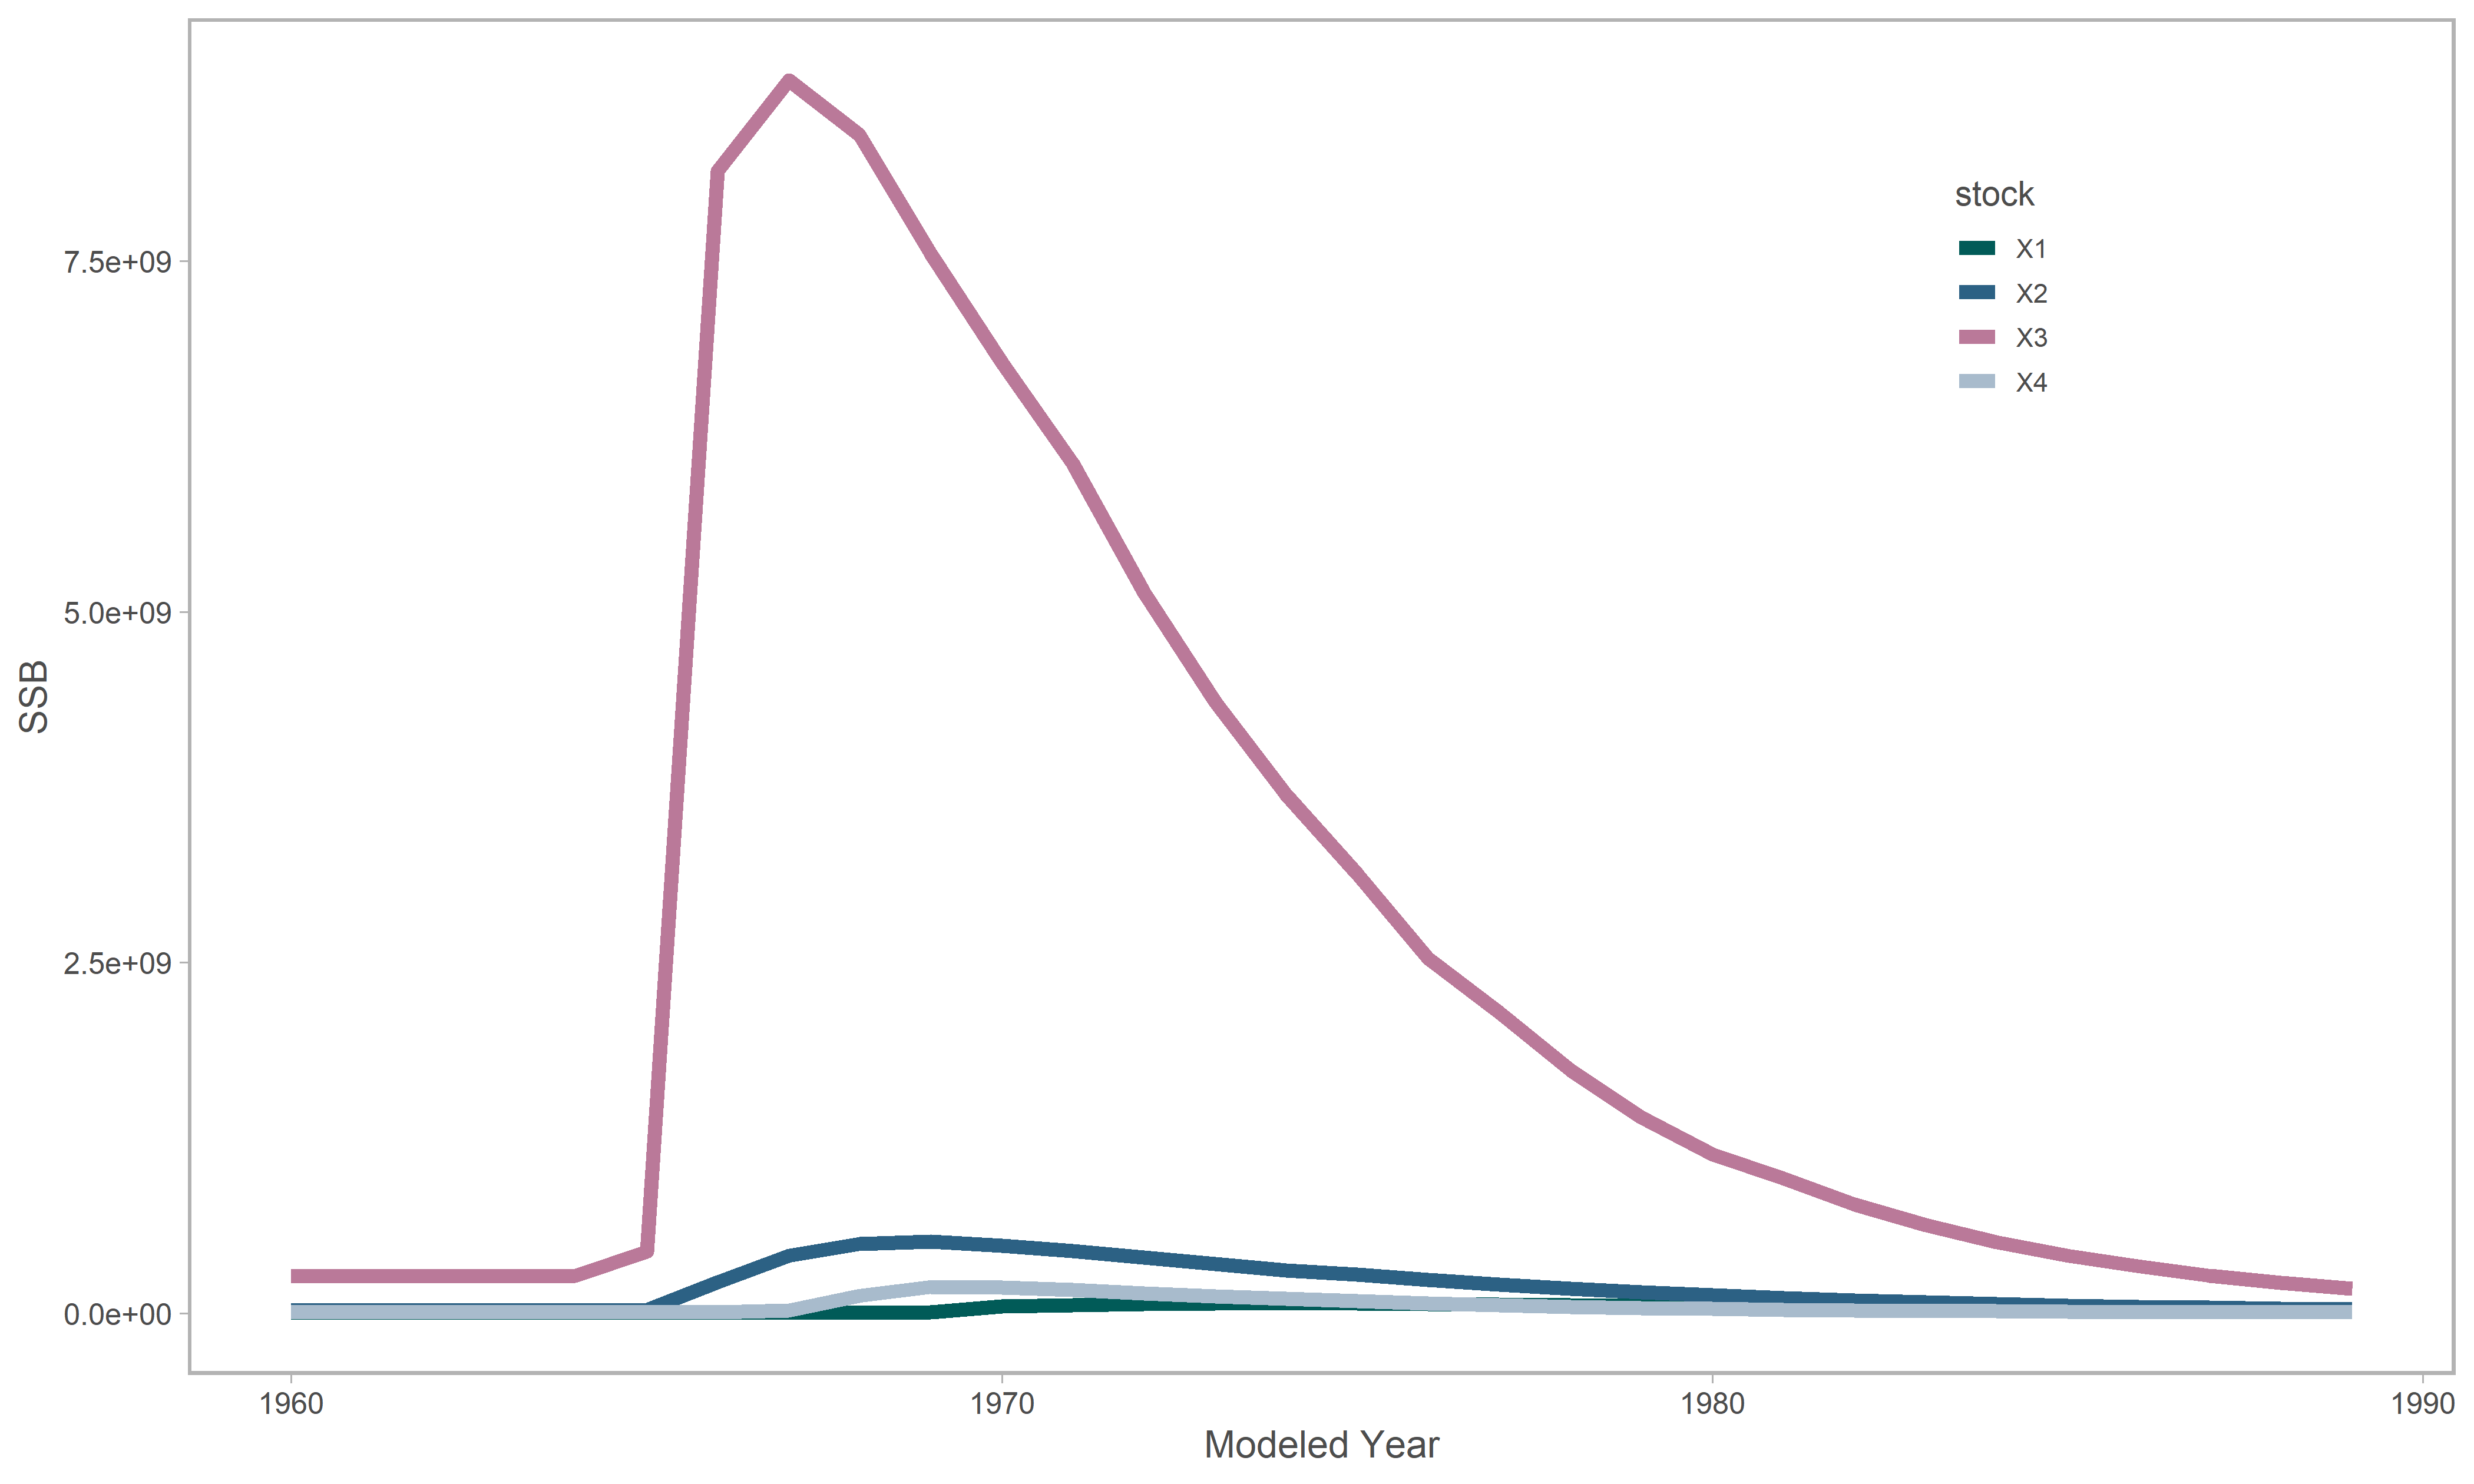 stock
X1
X2
X3
X4
7.5e+09
5.0e+09
2.5e+09
0.0e+00
SSB
1960 1970 1980 1990
Modeled Year